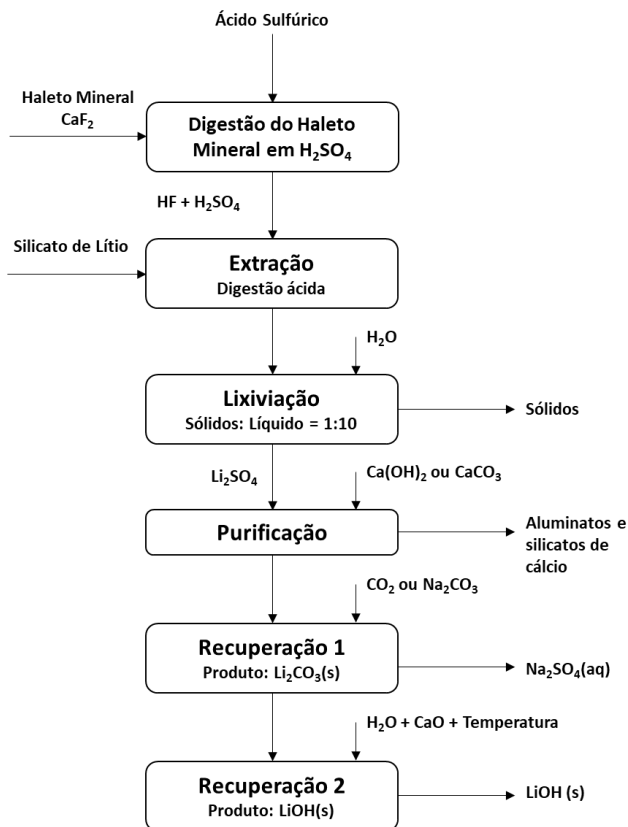 Ácido Sulfúrico
Haleto Mineral
CaF₂
Digestão do Haleto
Mineral em H₂SO₄
HF + H₂SO₄
Silicato de Lítio
Extração
Digestão ácida
H₂O
Lixiviação
Sólidos: Líquido = 1:10
Sólidos
Li₂SO₄
Ca(OH)₂ ou CaCO₃
Purificação
Aluminatos e
silicatos de
cálcio
CO₂ ou Na₂CO₃
Recuperação 1
Produto: Li₂CO₃(s)
Na₂SO₄(aq)
H₂O + CaO + Temperatura
Recuperação 2
Produto: LiOH(s)
LiOH (s)